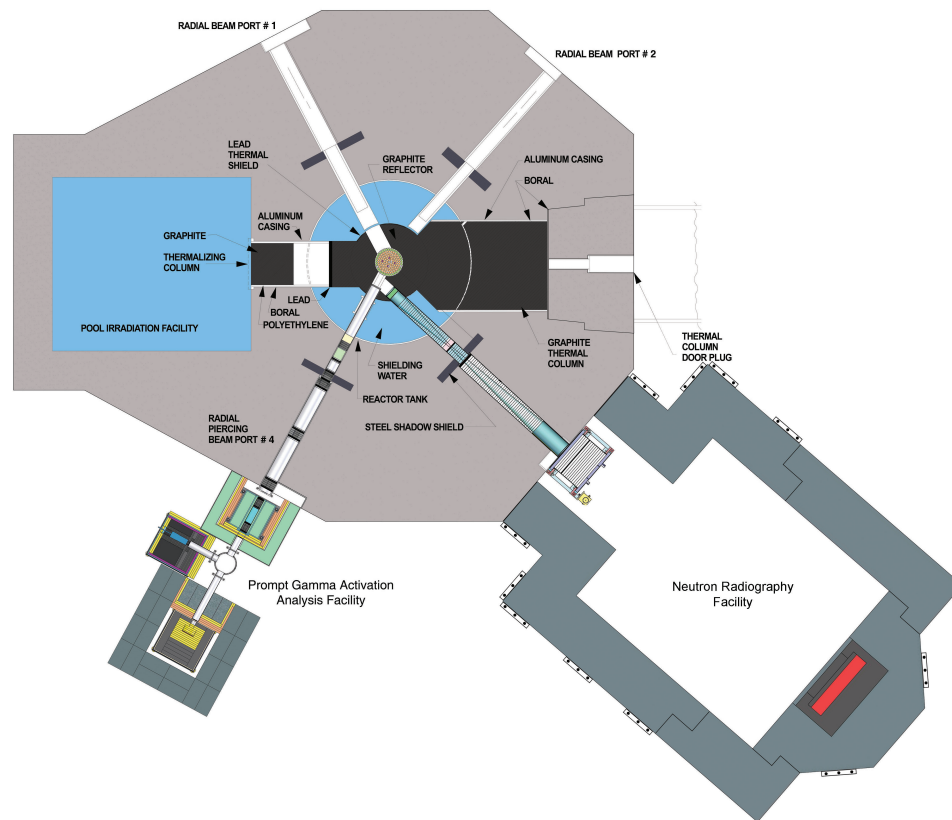 RADIAL BEAM PORT # 1
RADIAL BEAM PORT # 2
LEAD
THERMAL
SHIELD
GRAPHITE
REFLECTOR
ALUMINUM CASING
BORAL
ALUMINUM
CASING
GRAPHITE
THERMALIZING
COLUMN
LEAD
BORAL
POLYETHYLENE
POOL IRRADIATION FACILITY
SHIELDING
WATER
REACTOR TANK
GRAPHITE
THERMAL
COLUMN
THERMAL
COLUMN
DOOR PLUG
RADIAL
PIERCING
BEAM PORT # 4
STEEL SHADOW SHIELD
Prompt Gamma Activation
Analysis Facility
Neutron Radiography
Facility